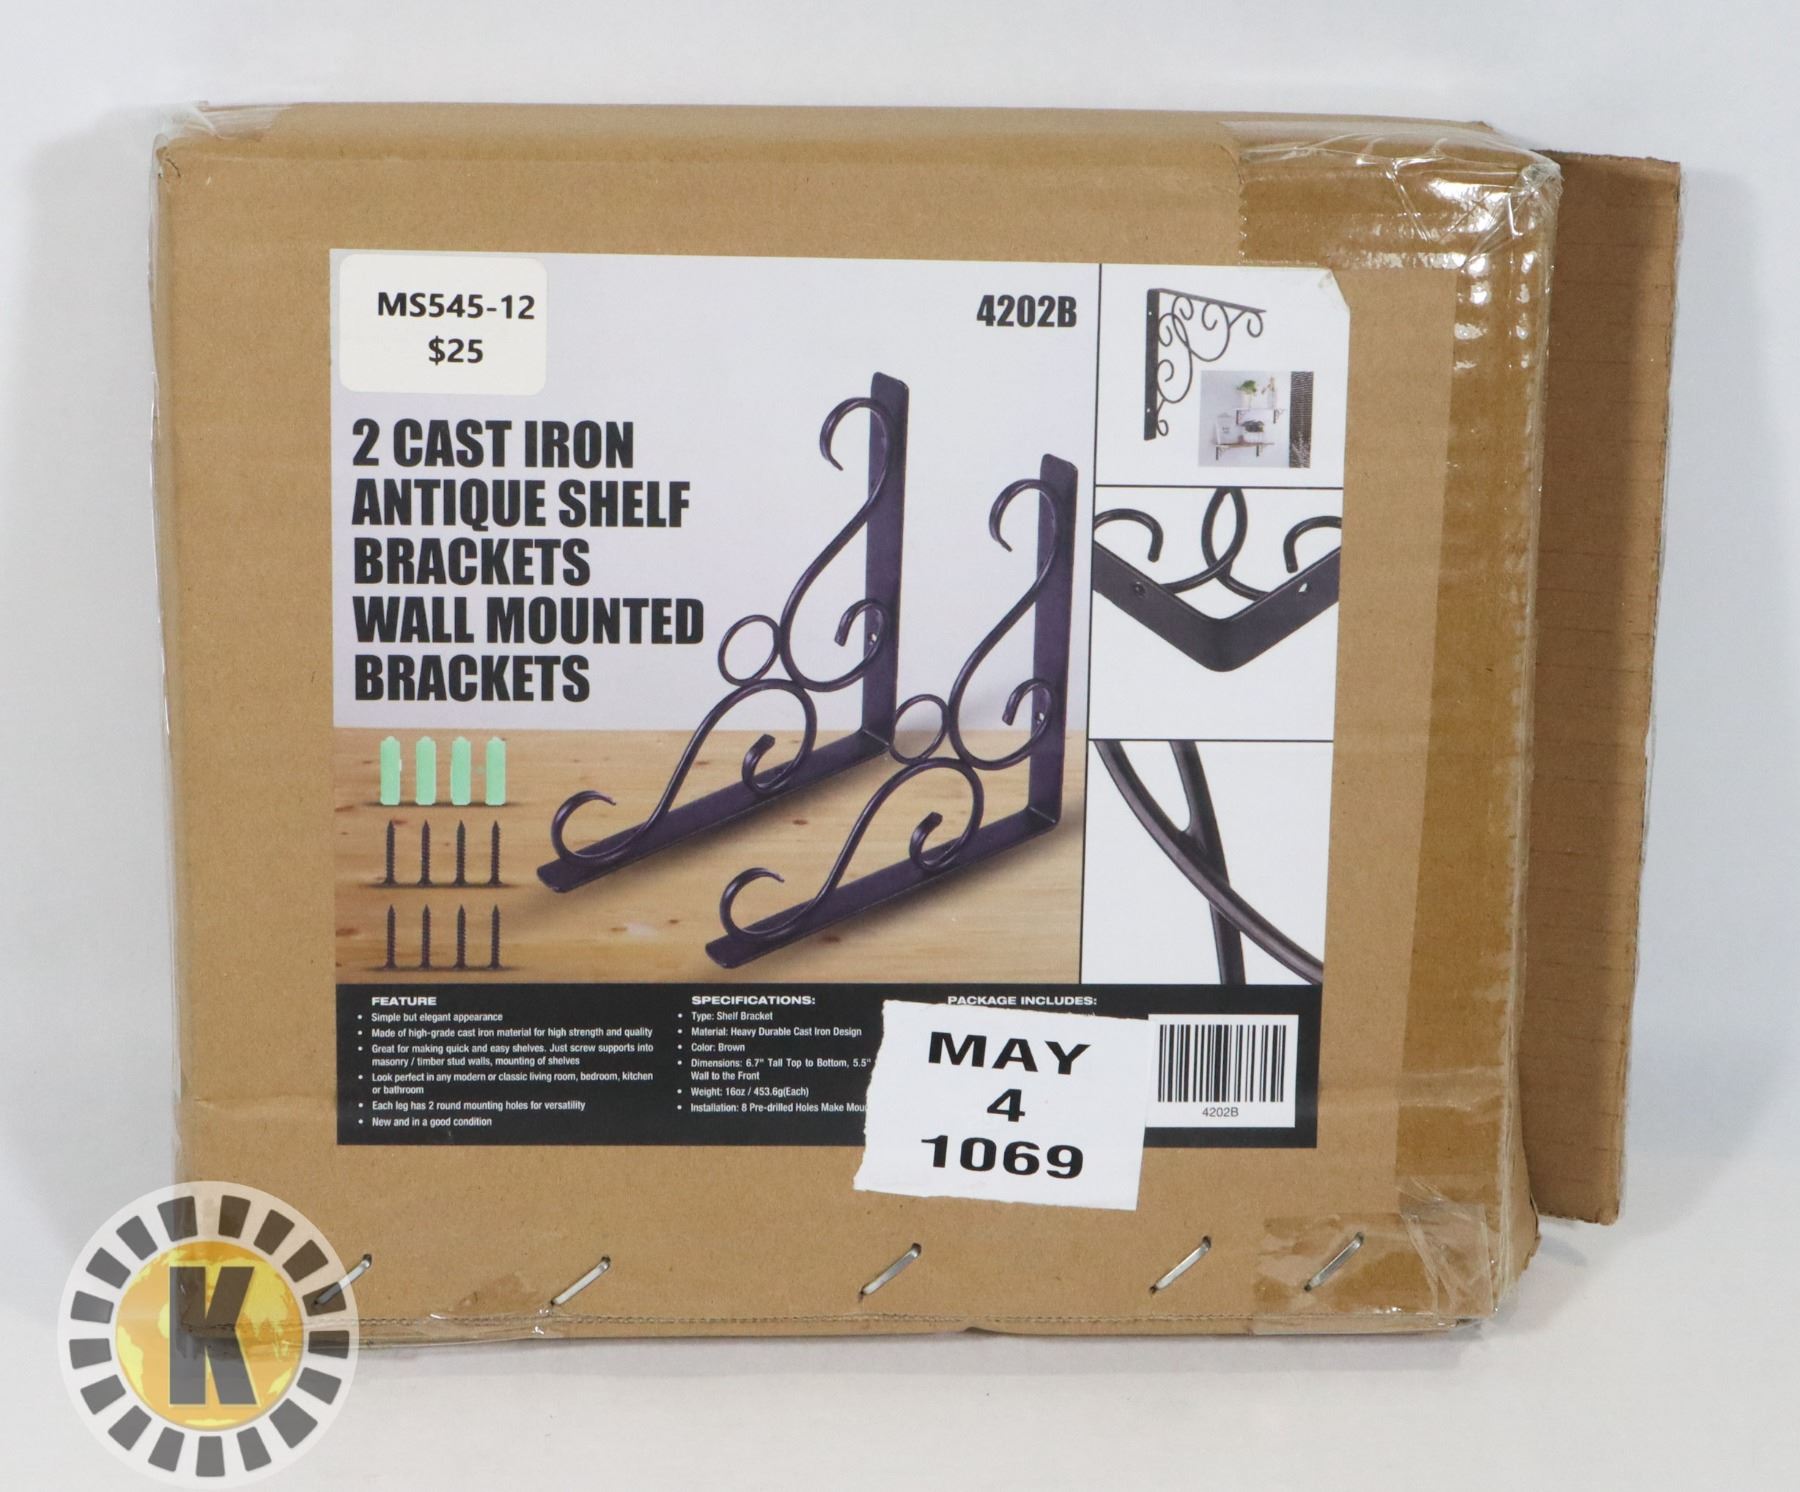 MS545-12
$25
4202B
2 CAST IRON
ANTIQUE SHELF
BRACKETS
WALL MOUNTED
BRACKETS
FEATURE
• Simple but elegant appearance
• Made of high-grade cast iron material for high strength and quality
• Great for making quick and easy shelves. Just screw supports into
masonry / timber stud walls, mounting of shelves
• Look perfect in any modern or classic living room, bedroom, kitchen
or bathroom
• Each leg has 2 round mounting holes for versatility
• New and in a good condition
SPECIFICATIONS:
• Type: Shelf Bracket
• Material: Heavy Durable Cast Iron Design
• Color: Brown
• Dimensions: 6.7" Tall Top to Bottom, 5.5"
Wall to the Front
• Weight: 16oz / 453.6g(Each)
• Installation: 8 Pre-drilled Holes Make
PACKAGE INCLUDES:
MAY
4
1069
4202B
K